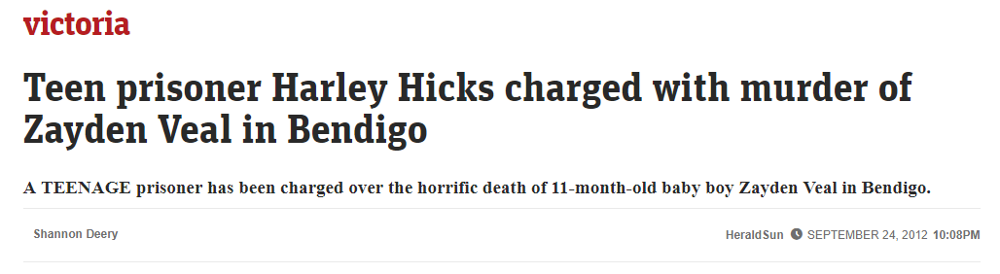 victoria
Teen prisoner Harley Hicks charged with murder of
Zayden Veal in Bendigo
A TEENAGE prisoner has been charged over the horrific death of 11-month-old baby boy Zayden Veal in Bendigo.
Shannon Deery
HeraldSun SEPTEMBER 24, 2012 10:08PM